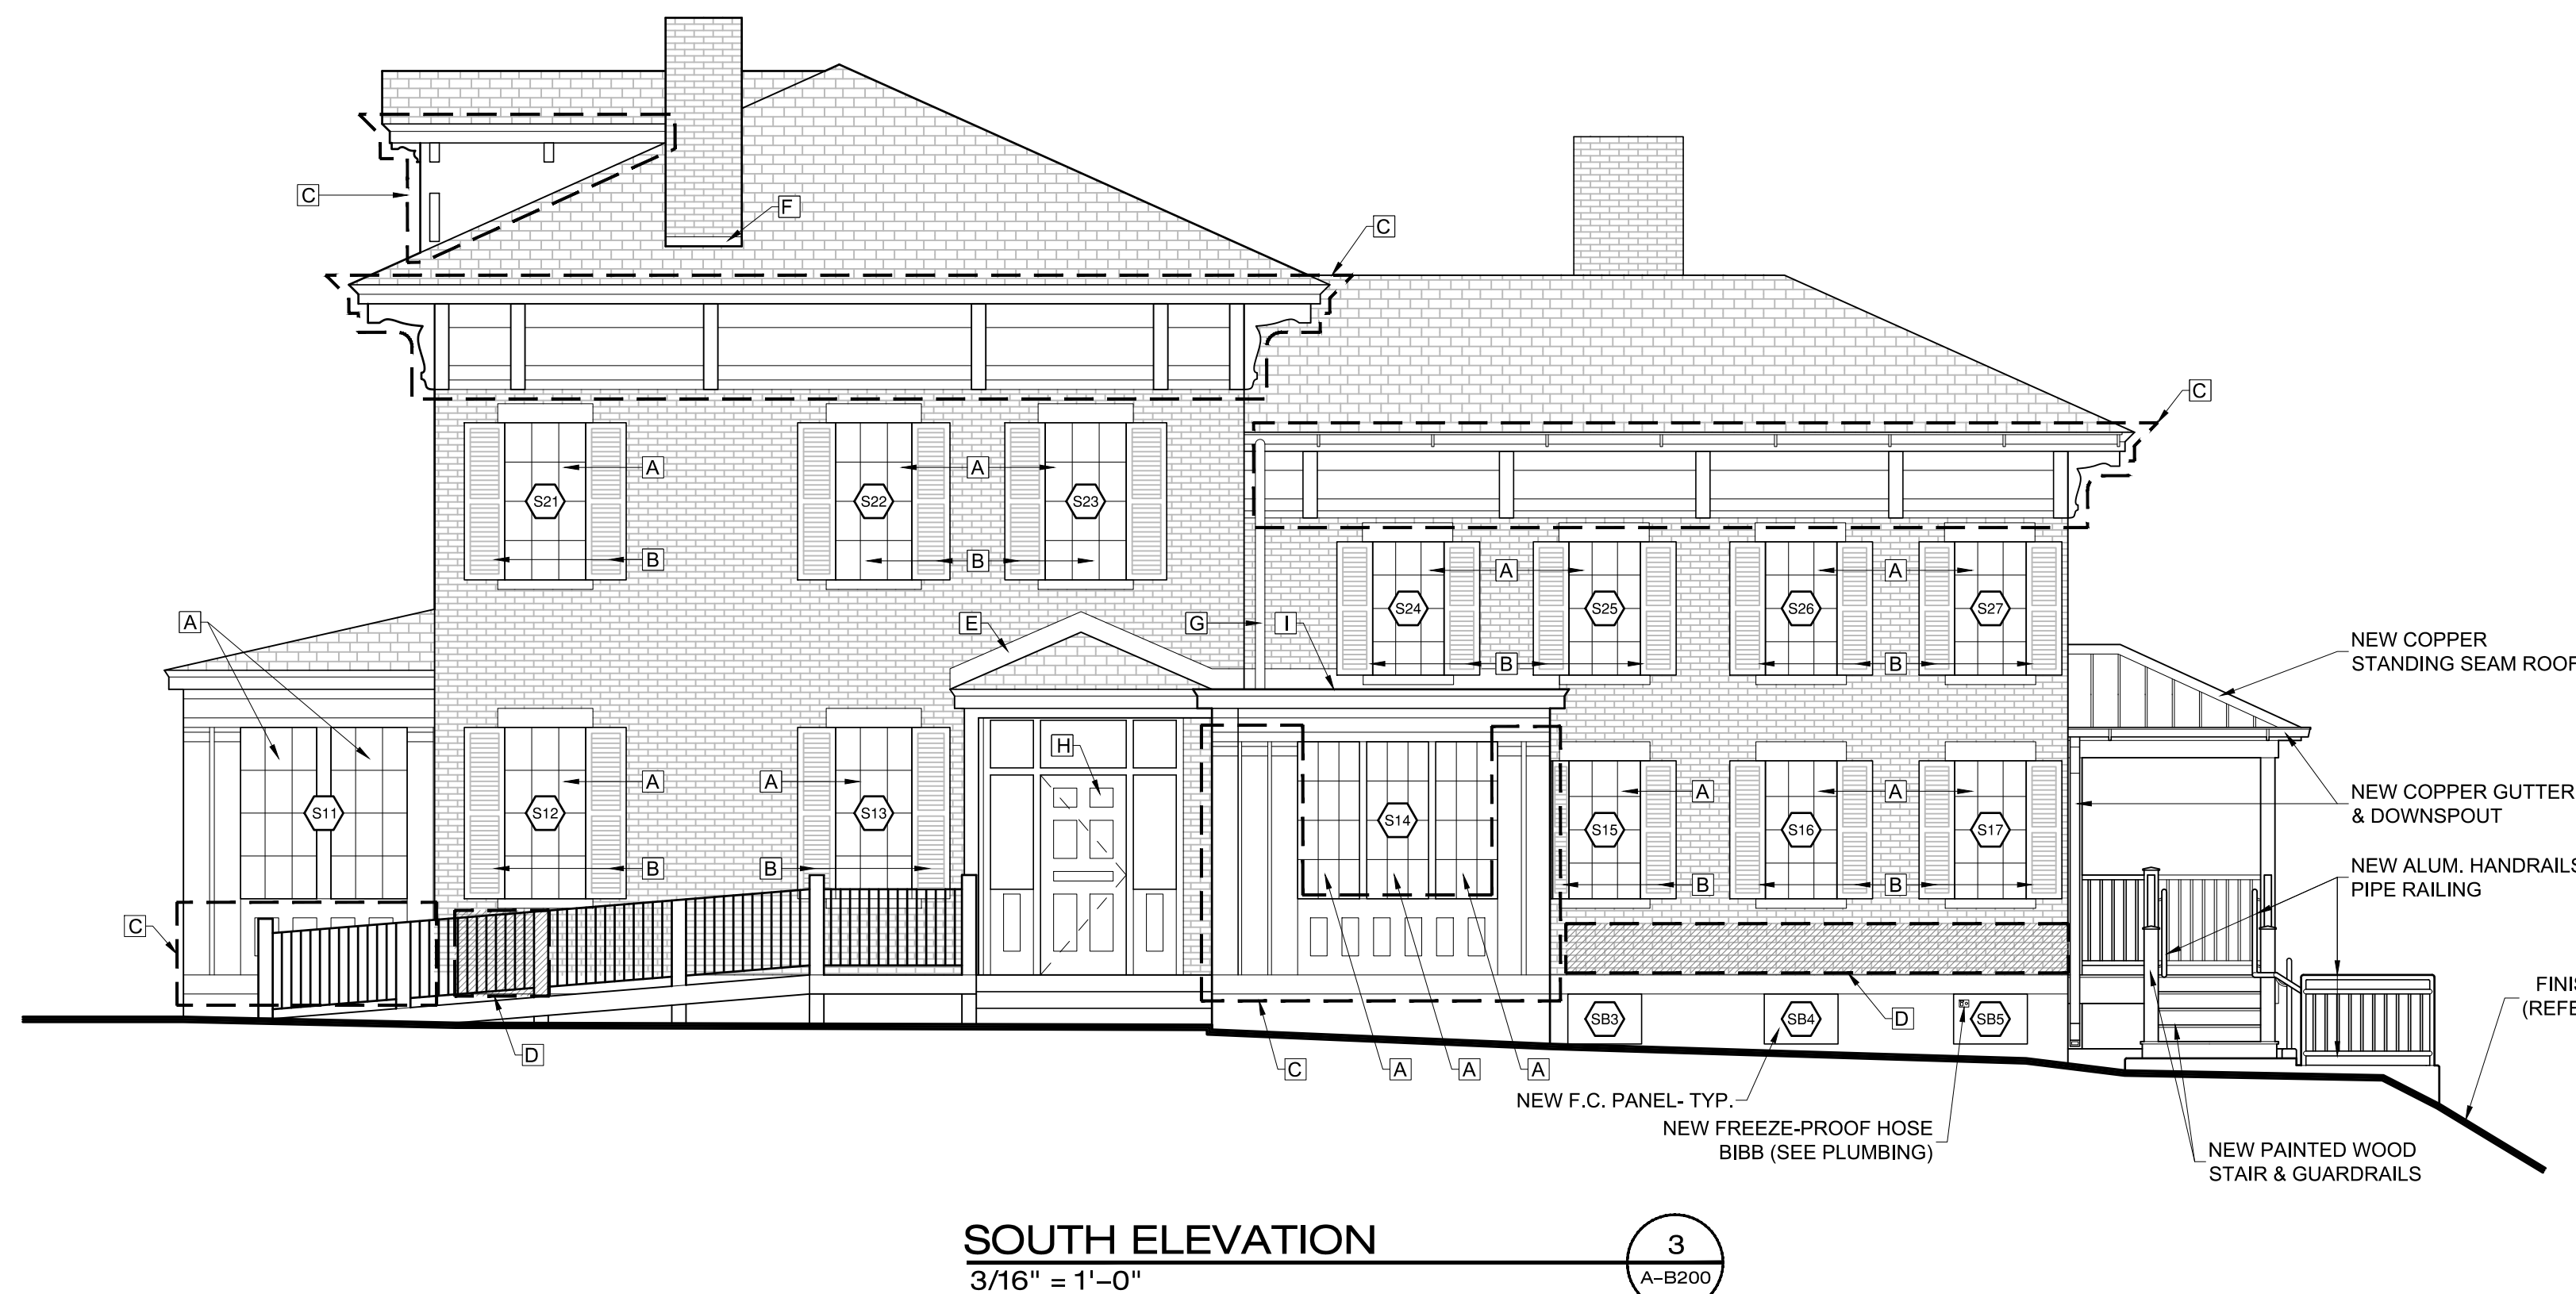 C
F
C
C
A
A
S21
S22
S23
B
B
A
A
S24
S25
S26
S27
A
E
G
I
B
B
NEW COPPER
STANDING SEAM ROOF
H
A
A
A
A
S11
S12
S13
S14
S15
S16
S17
NEW COPPER GUTTER
& DOWNSPOUT
B
B
B
B
NEW ALUM. HANDRAILS
PIPE RAILING
C
D
SB3
SB4
SB5
D
C
A
A
A
NEW F.C. PANEL- TYP.
NEW FREEZE-PROOF HOSE
BIBB (SEE PLUMBING)
NEW PAINTED WOOD
STAIR & GUARDRAILS
SOUTH ELEVATION
3/16" = 1'-0"
3
A-B200